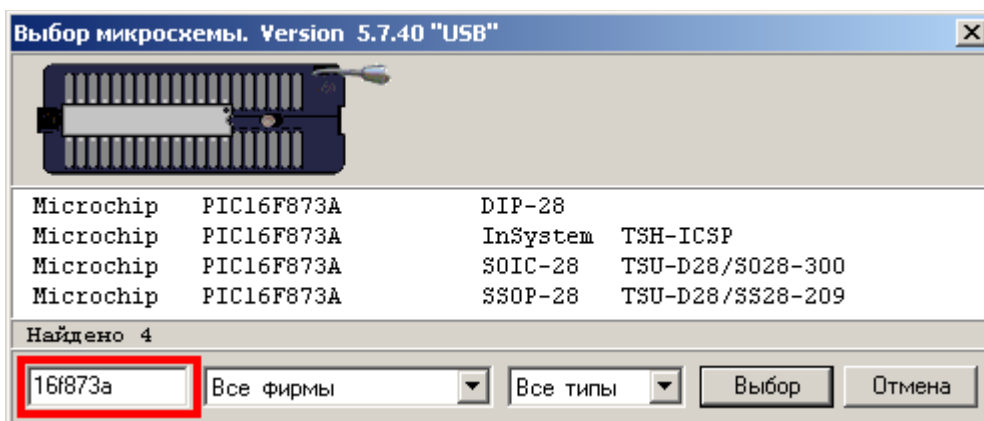 Выбор микросхемы. Version 5.7.40 "USB"
Microchip PIC16F873A DIP-28
Microchip PIC16F873A InSystem TSH-ICSP
Microchip PIC16F873A SOIC-28 TSU-D28/SO28-300
Microchip PIC16F873A SSOP-28 TSU-D28/SS28-209
Найдено 4
16f873a Все фирмы Все типы Выбор Отмена